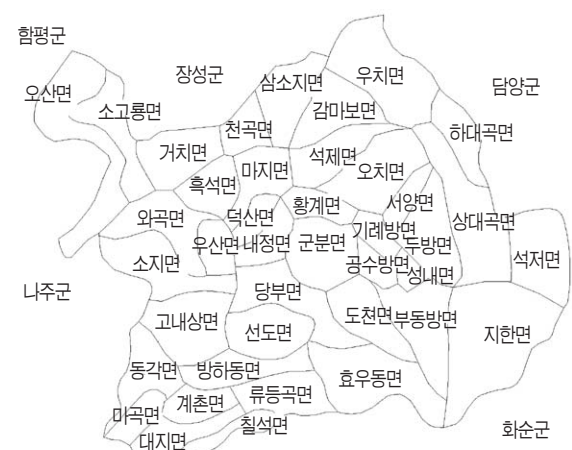 함평군
장성군
담양군
오산면
소고룡면
삼소지면
우치면
감마보면
천곡면
하대곡면
거치면
마지면
석제면
오치면
흑석면
와곡면
덕산면
황계면
서양면
상대곡면
우산면
내정면
군분면
기례방면
두방면
소지면
공수방면
성내면
석저면
나주군
당부면
고내상면
선도면
도쳔면
부동방면
지한면
동각면
방하동면
효우동면
마곡면
계촌면
류등곡면
칠석면
대지면
화순군